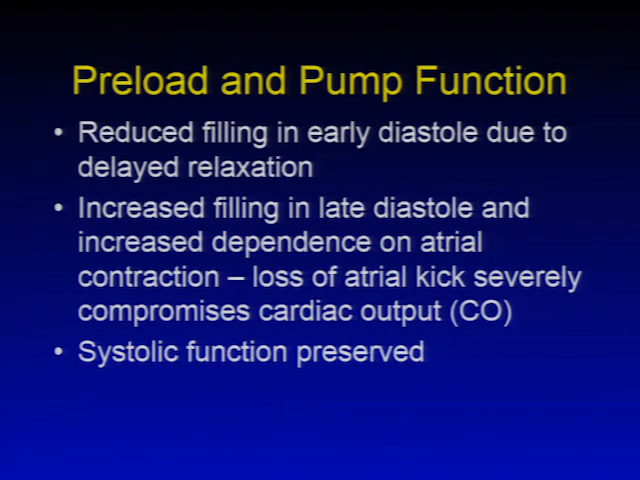 Preload and Pump Function
• Reduced filling in early diastole due to
delayed relaxation
• Increased filling in late diastole and
increased dependence on atrial
contraction – loss of atrial kick severely
compromises cardiac output (CO)
• Systolic function preserved